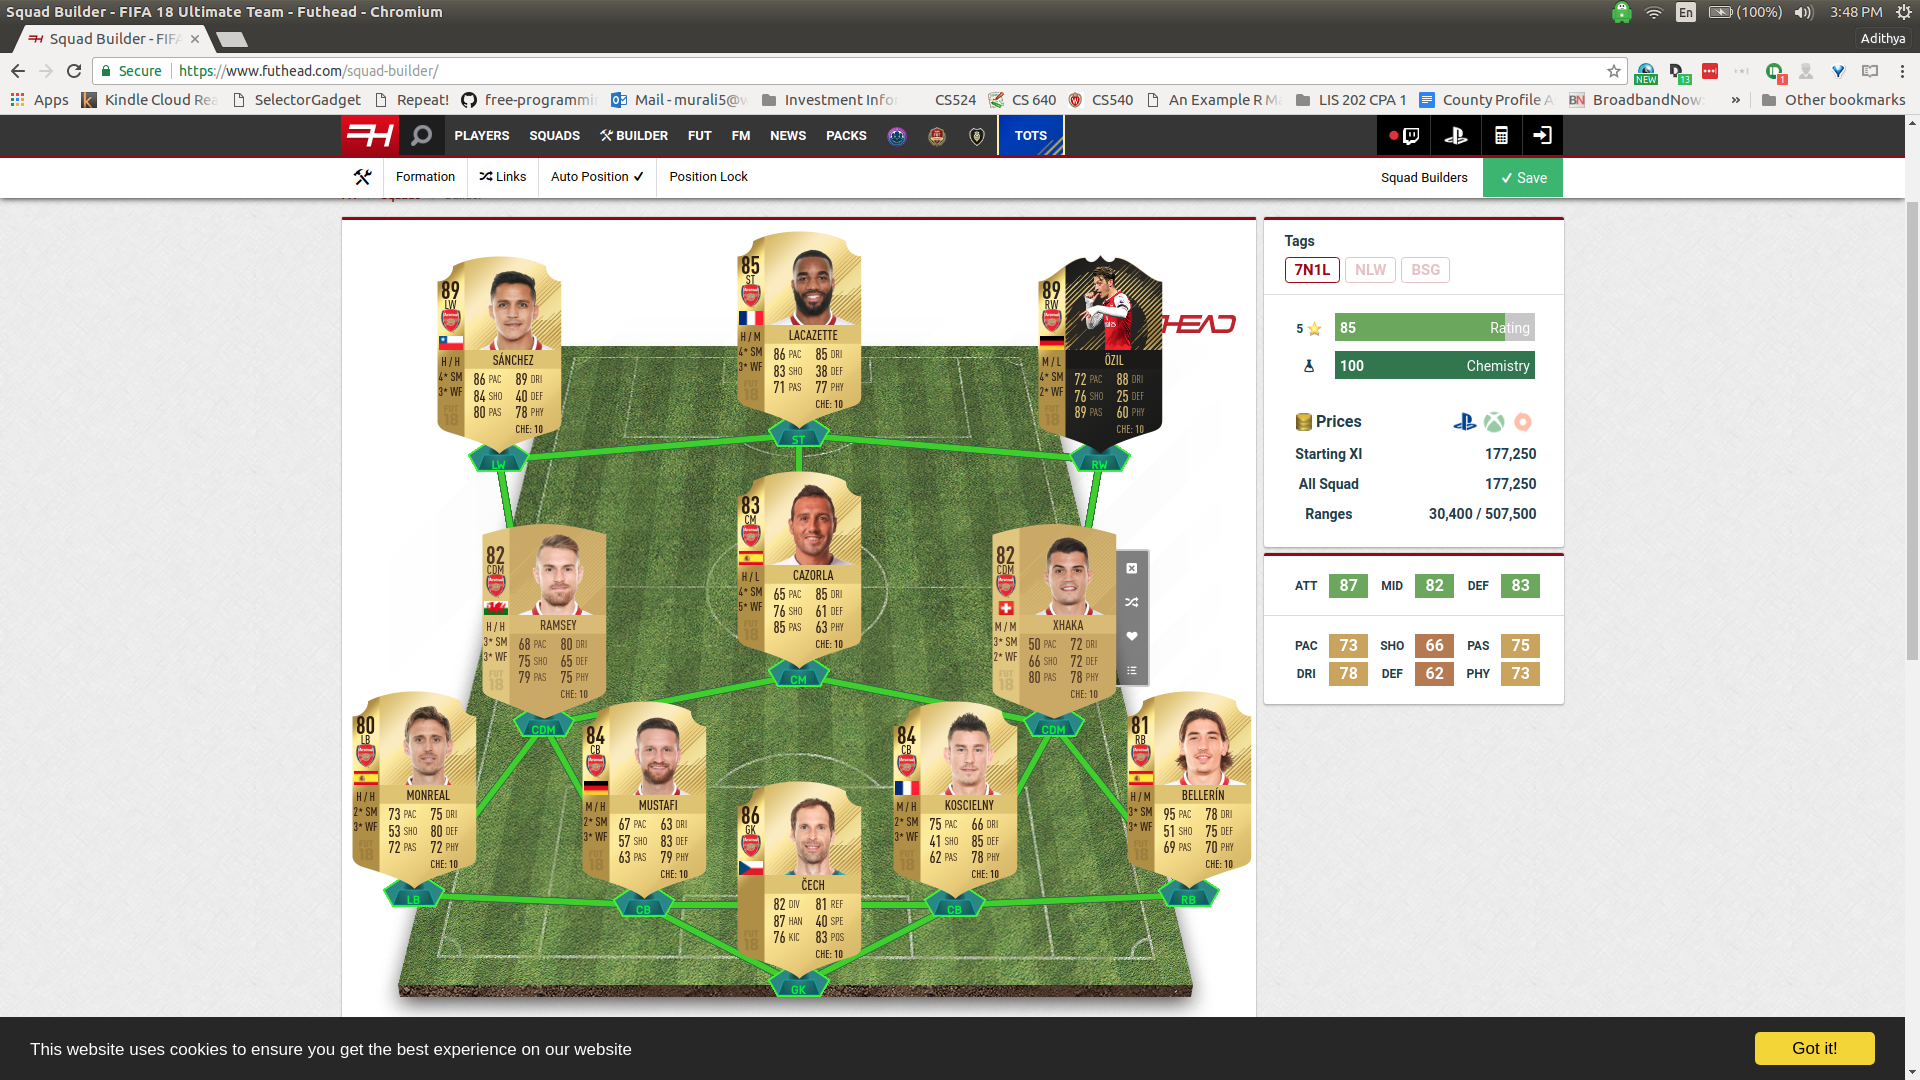 Squad Builder - FIFA 18 Ultimate Team - Futhead - Chromium
En
(100%)
3:48 PM
Squad Builder - FIFA
Adithya
Secure
https://www.futhead.com/squad-builder/
NEW
13
1
Apps
Kindle Cloud Rea
SelectorGadget
Repeat!
free-programmi
Mail - murali5@w
Investment Info
CS524
CS 640
CS540
An Example R Ma
LIS 202 CPA 1
County Profile A
BN
BroadbandNow
»
Other bookmarks
FH
PLAYERS
SQUADS
BUILDER
FUT
FM
NEWS
PACKS
TOTS
Formation
Links
Auto Position
Position Lock
Squad Builders
Save
HEAD
89
LW
H / H
4* SM
3* WF
SÁNCHEZ
86 PAC 89 DRI
84 SHO 40 DEF
80 PAS 78 PHY
CHE: 10
LW
85
ST
H / M
4* SM
3* WF
LACAZETTE
86 PAC 85 DRI
83 SHO 38 DEF
71 PAS 77 PHY
CHE: 10
ST
89
RW
M / L
4* SM
2* WF
ÖZIL
72 PAC 88 DRI
76 SHO 25 DEF
89 PAS 60 PHY
CHE: 10
RW
82
CDM
H / H
3* SM
3* WF
FUT 18
RAMSEY
68 PAC 80 DRI
75 SHO 65 DEF
79 PAS 75 PHY
CHE: 10
CDM
83
CM
H / L
4* SM
5* WF
FUT 18
CAZORLA
65 PAC 85 DRI
76 SHO 61 DEF
85 PAS 63 PHY
CHE: 10
CM
82
CDM
M / M
3* SM
2* WF
FUT 18
XHAKA
50 PAC 72 DRI
66 SHO 72 DEF
80 PAS 78 PHY
CHE: 10
CDM
80
LB
H / H
2* SM
3* WF
MONREAL
73 PAC 75 DRI
53 SHO 80 DEF
72 PAS 72 PHY
CHE: 10
LB
84
CB
M / H
2* SM
3* WF
MUSTAFI
67 PAC 63 DRI
57 SHO 83 DEF
63 PAS 79 PHY
CHE: 10
CB
86
GK
ČECH
82 DIV 81 REF
87 HAN 40 SPE
76 KIC 83 POS
CHE: 10
GK
84
CB
M / H
2* SM
3* WF
KOSCIELNY
75 PAC 66 DRI
41 SHO 85 DEF
62 PAS 78 PHY
CHE: 10
CB
81
RB
H / M
3* SM
3* WF
BELLERÍN
95 PAC 78 DRI
51 SHO 75 DEF
69 PAS 70 PHY
CHE: 10
RB
Tags
7N1L
NLW
BSG
5
85 Rating
100 Chemistry
Prices
Starting XI 177,250
All Squad 177,250
Ranges 30,400 / 507,500
ATT 87 MID 82 DEF 83
PAC 73 SHO 66 PAS 75
DRI 78 DEF 62 PHY 73
This website uses cookies to ensure you get the best experience on our website
Got it!